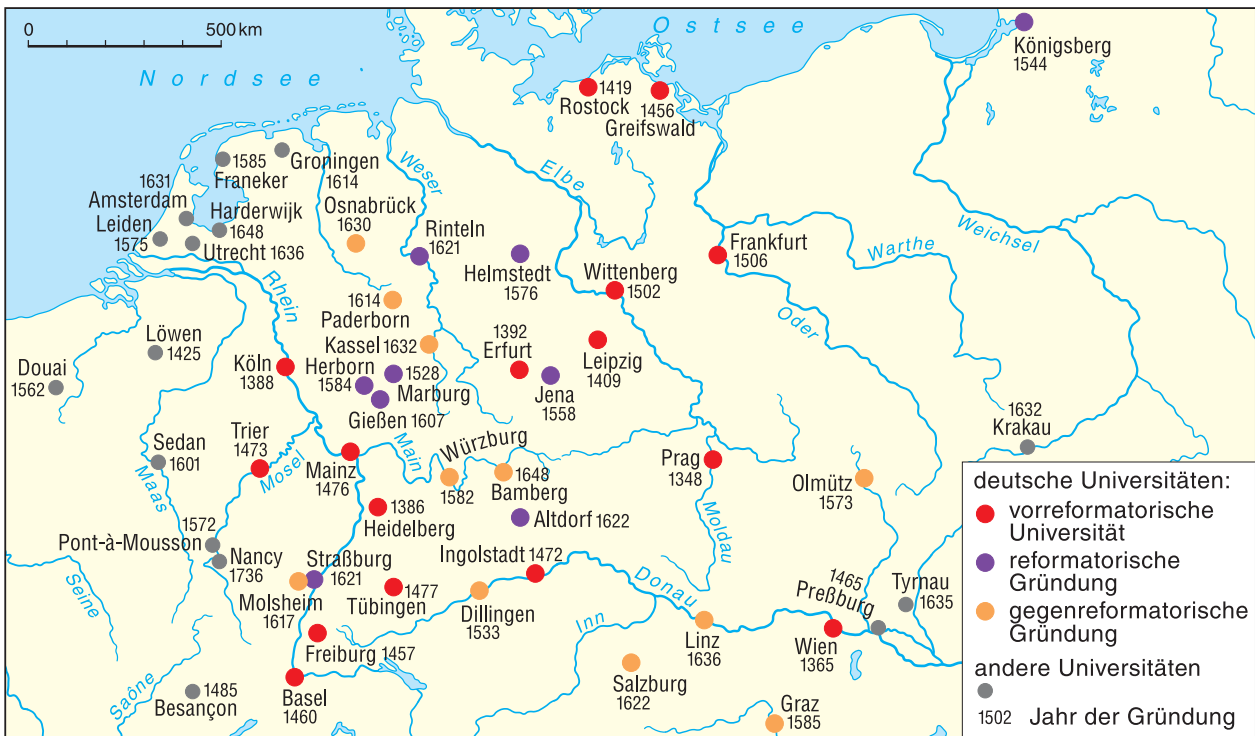 0 500 km
Ostsee
Nordsee
Königsberg
1544
1419
Rostock
1456
Greifswald
1585
Franeker
Groningen
1614
1631
Amsterdam
Leiden
1575
Harderwijk
1648
Utrecht 1636
Osnabrück
1630
Weser
Elbe
Rinteln
1621
Helmstedt
1576
Wittenberg
1502
Frankfurt
1506
Warthe
Weichsel
Oder
Rhein
1614
Paderborn
Kassel 1632
Löwen
1425
Douai
1562
Köln
1388
Herborn
1584
1528
Marburg
Gießen 1607
1392
Erfurt
Jena
1558
Leipzig
1409
1632
Krakau
Sedan
1601
Maas
Trier
1473
Mosel
Mainz
1476
Main
Würzburg
1582
1648
Bamberg
Prag
1348
Moldau
Olmütz
1573
1386
Heidelberg
Altdorf 1622
1572
Pont-à-Mousson
Nancy
1736
Seine
Straßburg
1621
Molsheim
1617
1477
Tübingen
Ingolstadt 1472
Dillingen
1533
Donau
Inn
Linz
1636
Wien
1365
1465
Preßburg
Tyrnau
1635
Freiburg 1457
Basel
1460
Saône
1485
Besançon
Salzburg
1622
Graz
1585
deutsche Universitäten:
vorreformatorische
Universität
reformatorische
Gründung
gegenreformatorische
Gründung
andere Universitäten
1502 Jahr der Gründung